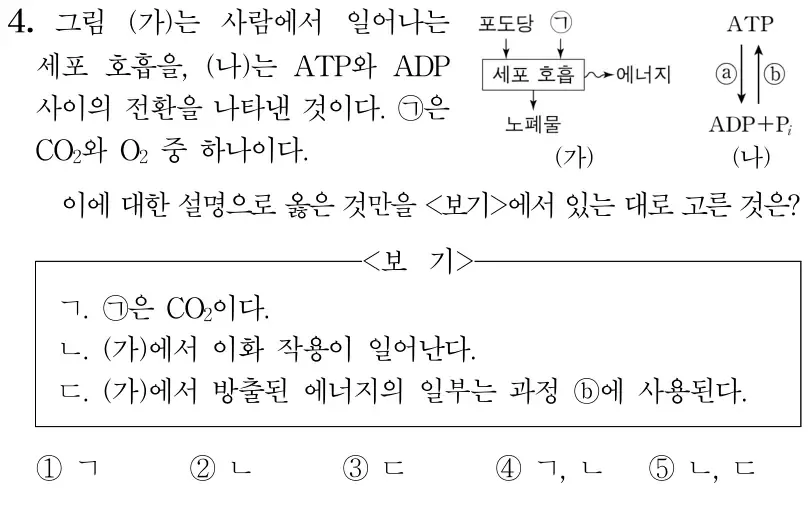 4. 그림 (가)는 사람에서 일어나는
세포 호흡을, (나)는 ATP와 ADP
사이의 전환을 나타낸 것이다. ㉠은
CO₂와 O₂ 중 하나이다.
포도당 ㉠
세포 호흡 에너지
노폐물
(가)
ATP
ⓐ ⓑ
ADP+Pᵢ
(나)
이에 대한 설명으로 옳은 것만을 <보기>에서 있는 대로 고른 것은?
<보 기>
ㄱ. ㉠은 CO₂이다.
ㄴ. (가)에서 이화 작용이 일어난다.
ㄷ. (가)에서 방출된 에너지의 일부는 과정 ⓑ에 사용된다.
① ㄱ ② ㄴ ③ ㄷ ④ ㄱ, ㄴ ⑤ ㄴ, ㄷ